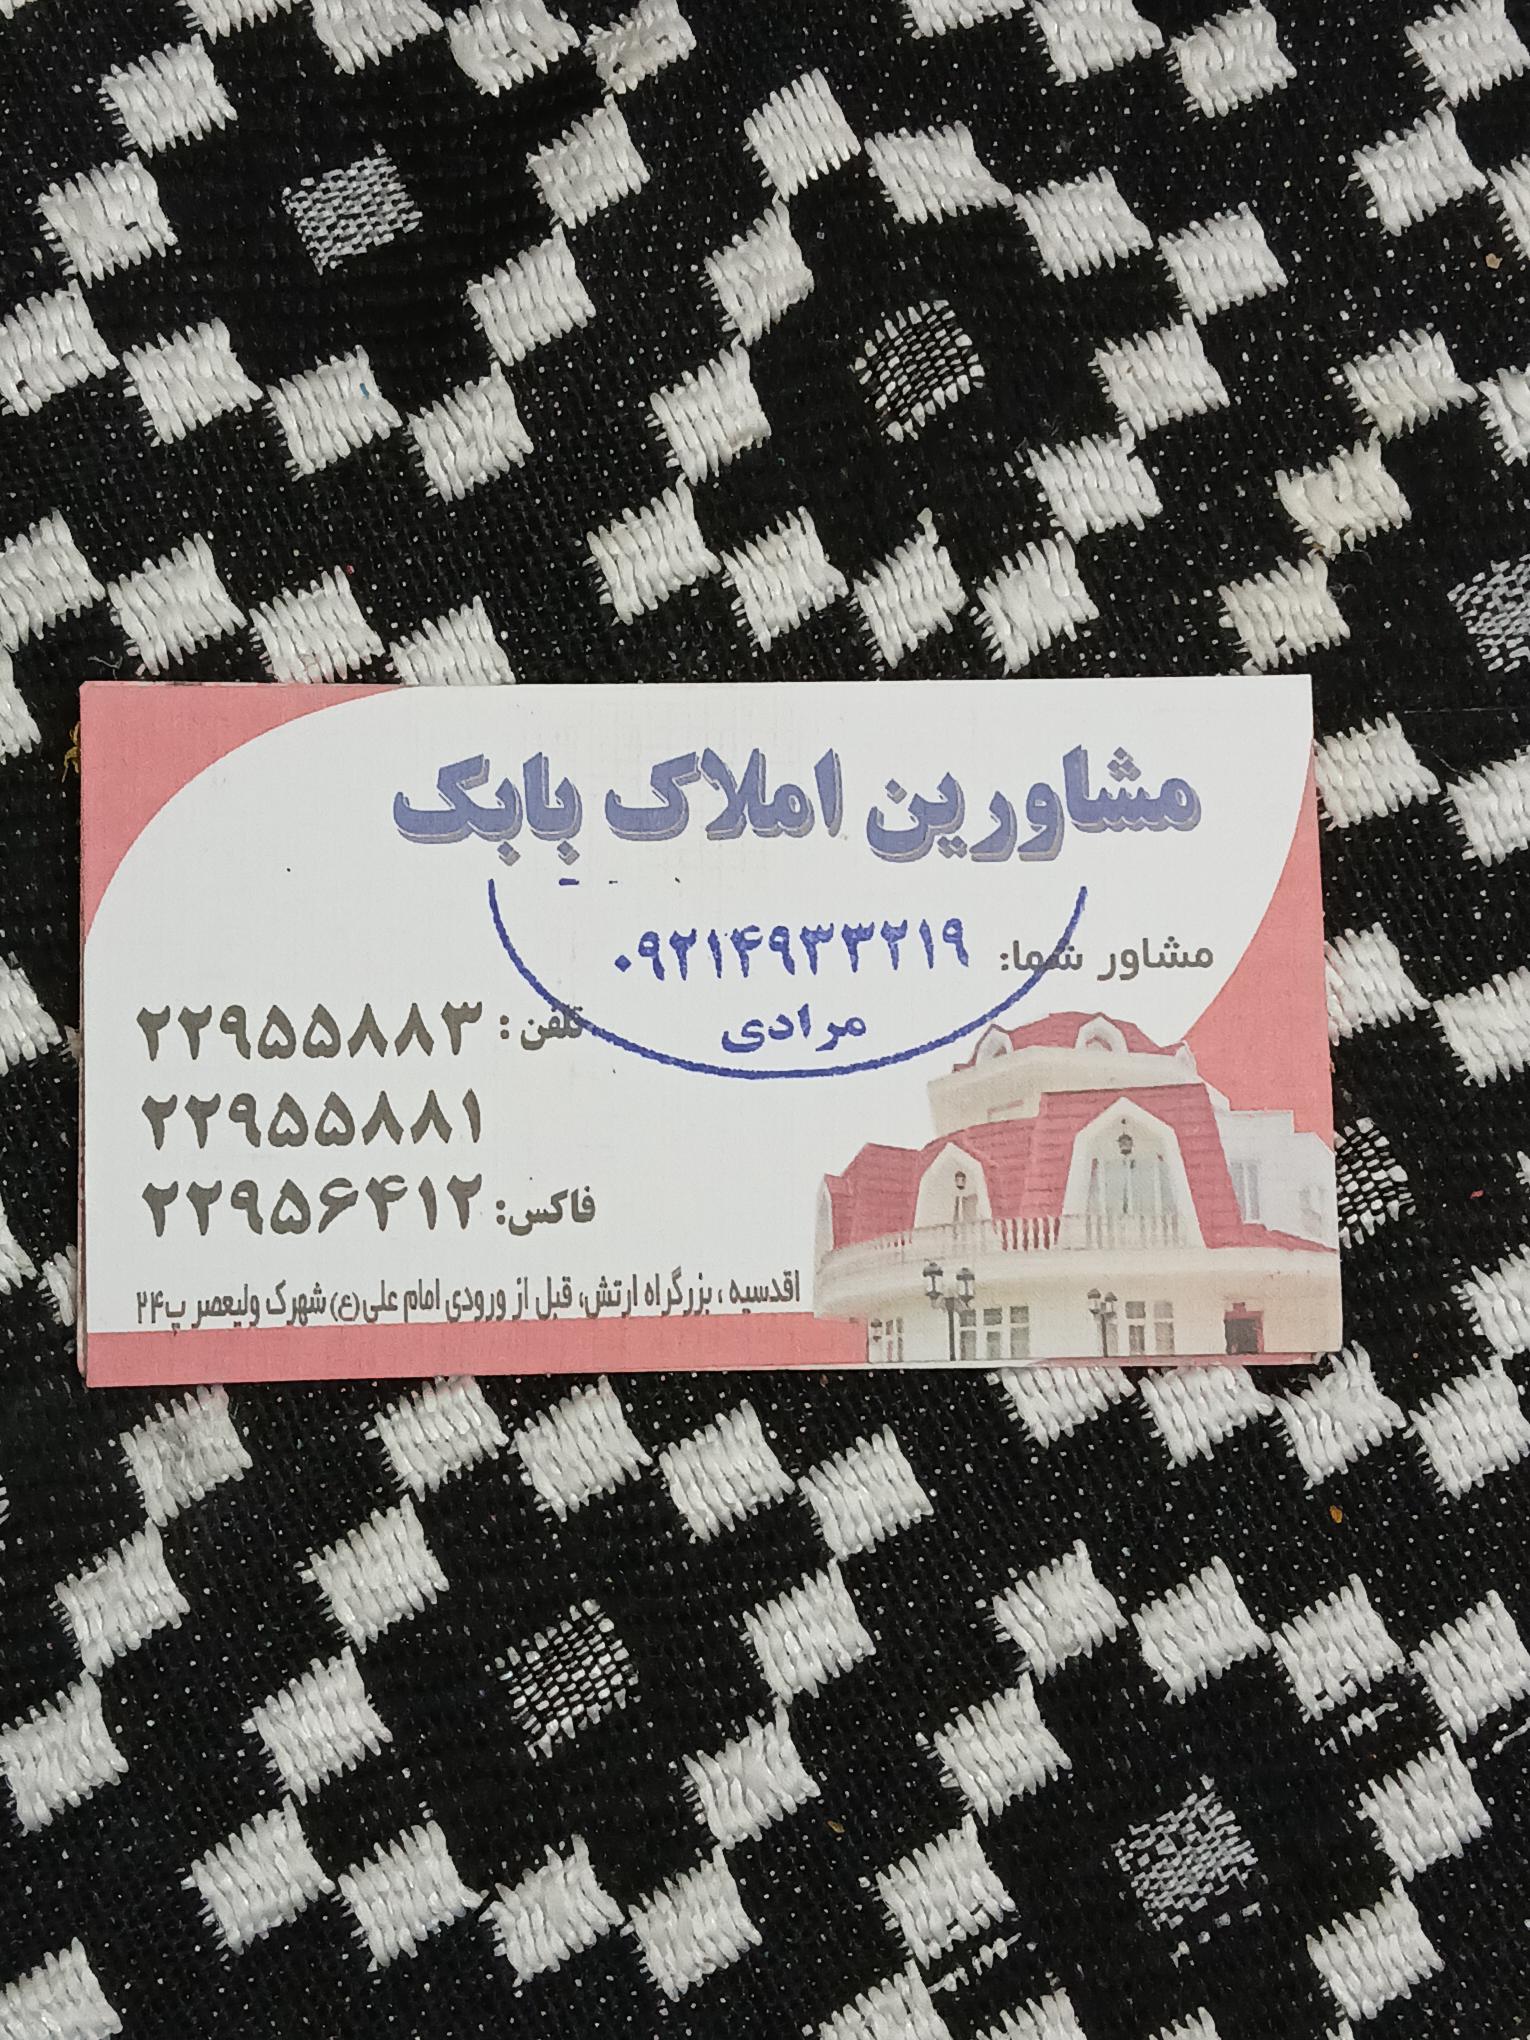 مشاورین املاک بابک
مشاور شما: ۰۹۲۱۴۹۳۳۲۱۹
مرادی
تلفن: ۲۲۹۵۵۸۸۳
۲۲۹۵۵۸۸۱
فاکس: ۲۲۹۵۶۴۱۲
اقدسیه ، بزرگراه ارتش، قبل از ورودی امام علی(ع) شهرک ولیعصر پ۲۴